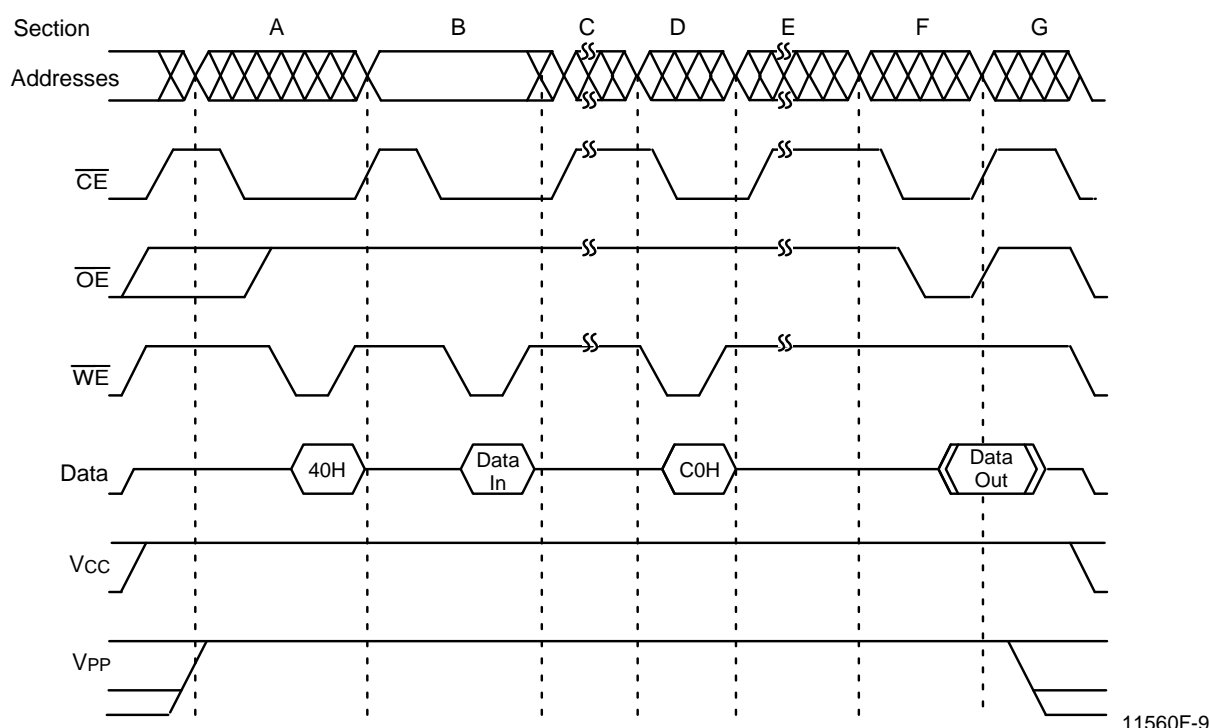 Section A B C D E F G
Addresses
CE
OE
WE
Data 40H Data In C0H Data Out
VCC
VPP
11560F-9